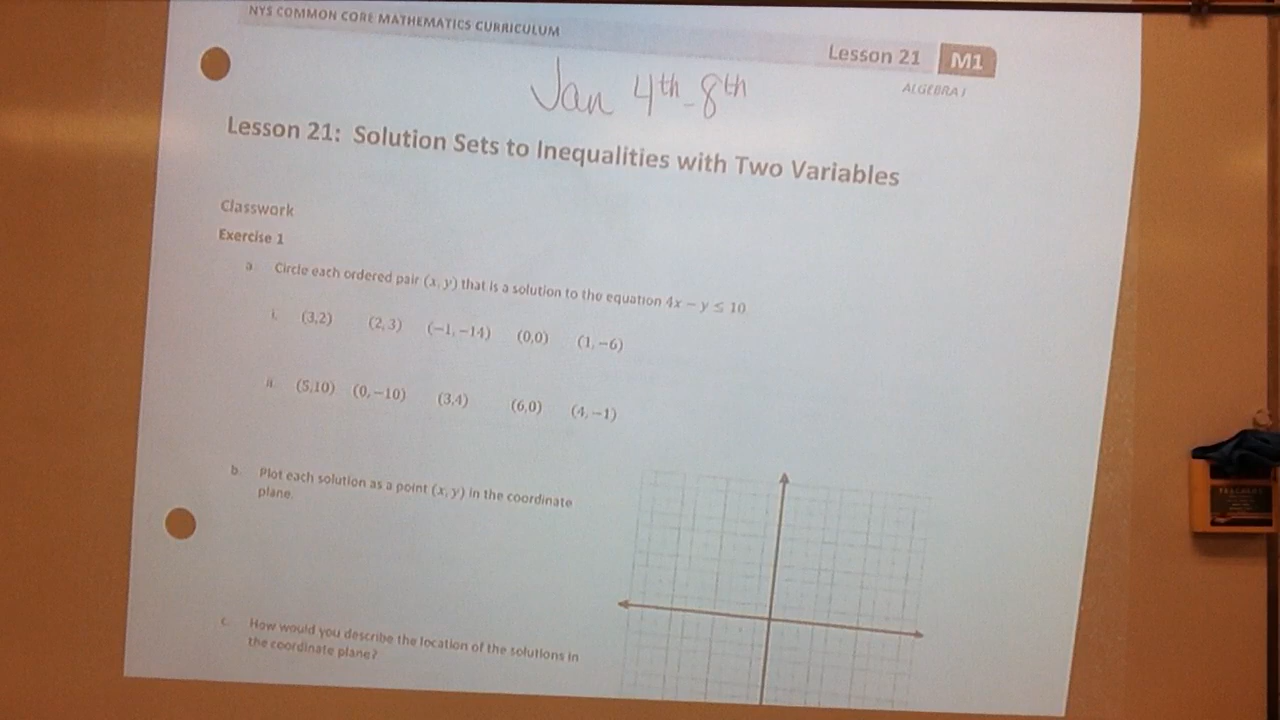 NYS COMMON CORE MATHEMATICS CURRICULUM
Lesson 21 M1
ALGEBRA I
Jan 4th-8th
Lesson 21: Solution Sets to Inequalities with Two Variables
Classwork
Exercise 1
a. Circle each ordered pair (x, y) that is a solution to the equation 4x − y ≤ 10
i. (3,2) (2,3) (−1,−14) (0,0) (1,−6)
ii. (5,10) (0,−10) (3,4) (6,0) (4,−1)
b. Plot each solution as a point (x, y) in the coordinate
plane.
c. How would you describe the location of the solutions in
the coordinate plane?